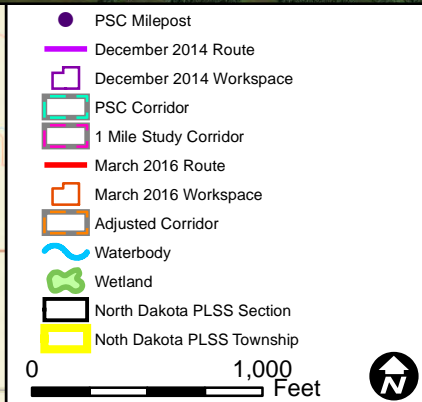 PSC Milepost
December 2014 Route
December 2014 Workspace
PSC Corridor
1 Mile Study Corridor
March 2016 Route
March 2016 Workspace
Adjusted Corridor
Waterbody
Wetland
North Dakota PLSS Section
Noth Dakota PLSS Township
0 1,000
Feet
N